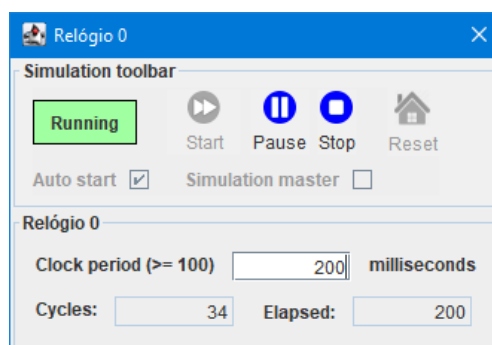 Relógio 0
Simulation toolbar
Running
Start
Pause
Stop
Reset
Auto start
Simulation master
Relógio 0
Clock period (>= 100) 200 milliseconds
Cycles: 34 Elapsed: 200